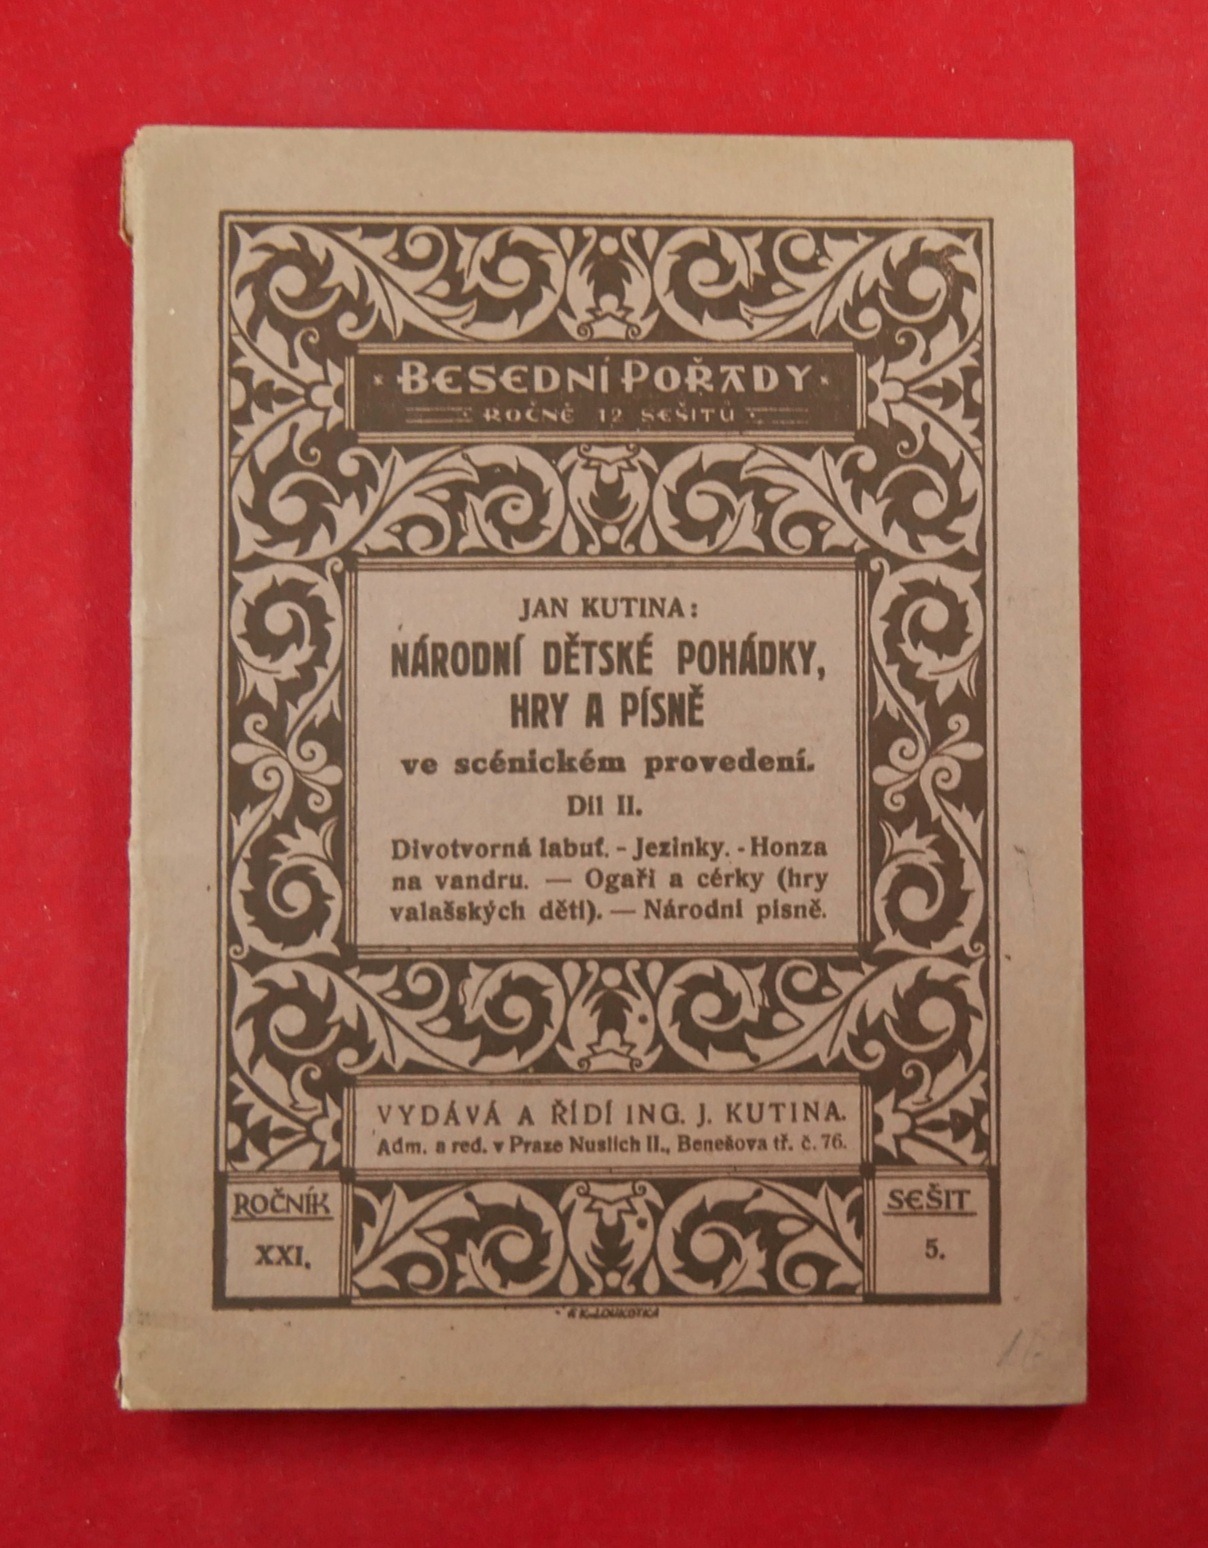 BESEDNÍ POŘADY
ROČNĚ 12 SEŠITŮ
JAN KUTINA:
NÁRODNÍ DĚTSKÉ POHÁDKY,
HRY A PÍSNĚ
ve scénickém provedení.
Díl II.
Divotvorná labuť. - Jezinky. - Honza
na vandru. — Ogaři a cérky (hry
valašských dětí). — Národní písně.
VYDÁVÁ A ŘÍDÍ ING. J. KUTINA.
Adm. a red. v Praze Nuslích II., Benešova tř. č. 76.
ROČNÍK
XXI.
SEŠIT
5.
LOUKOTKA